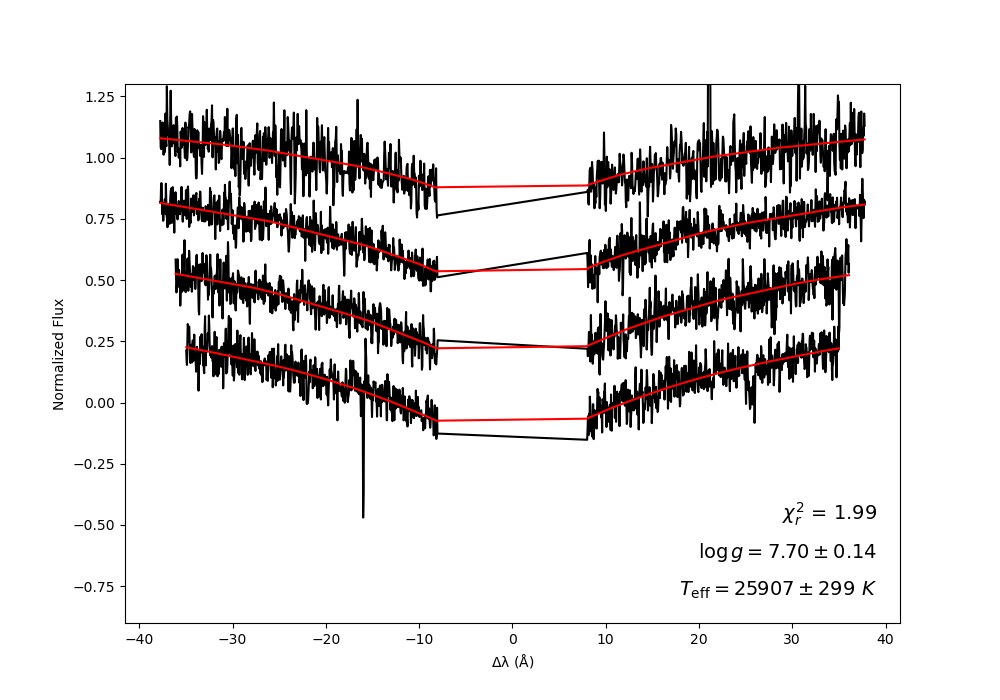 1.25
1.00
0.75
0.50
0.25
0.00
−0.25
−0.50
−0.75
Normalized Flux
χ²ᵣ = 1.99
log g = 7.70 ± 0.14
T_eff = 25907 ± 299 K
−40 −30 −20 −10 0 10 20 30 40
Δλ (Å)